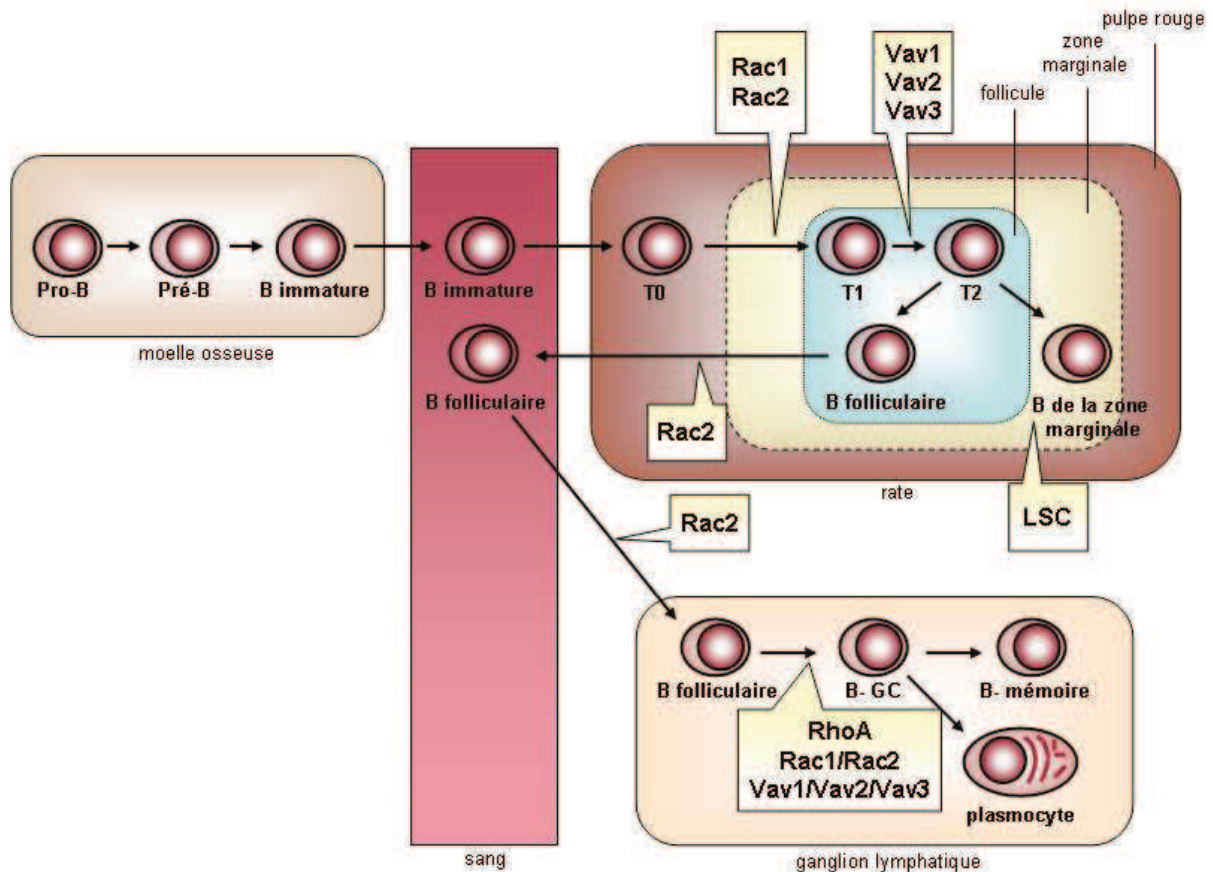 pulpe rouge
zone
marginale
follicule
Rac1
Rac2
Vav1
Vav2
Vav3
Pro-B
Pré-B
B immature
moelle osseuse
B immature
B folliculaire
sang
T0
T1
T2
B folliculaire
B de la zone
marginale
rate
Rac2
LSC
Rac2
B folliculaire
B- GC
B- mémoire
RhoA
Rac1/Rac2
Vav1/Vav2/Vav3
plasmocyte
ganglion lymphatique